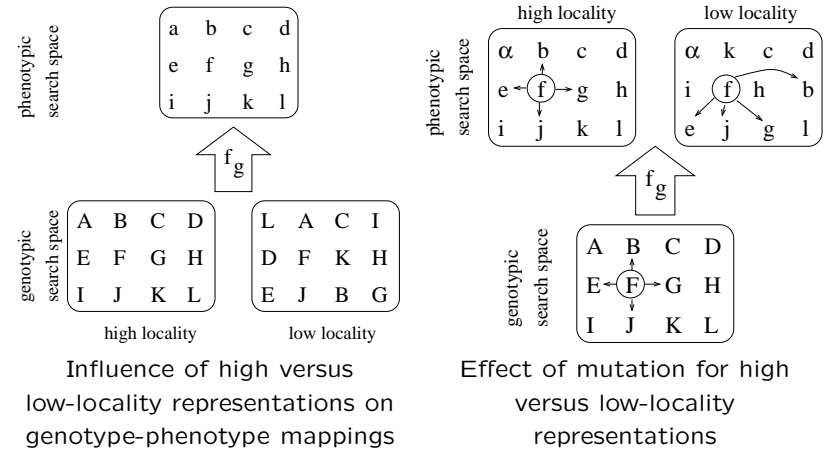 phenotypic
search space
a b c d
e f g h
i j k l
f g
genotypic
search space
A B C D
E F G H
I J K L
high locality
L A C I
D F K H
E J B G
low locality
Influence of high versus
low-locality representations on
genotype-phenotype mappings
high locality
low locality
phenotypic
search space
α b c d
e f g h
i j k l
α k c d
i f h b
e j g l
f g
genotypic
search space
A B C D
E F G H
I J K L
Effect of mutation for high
versus low-locality
representations